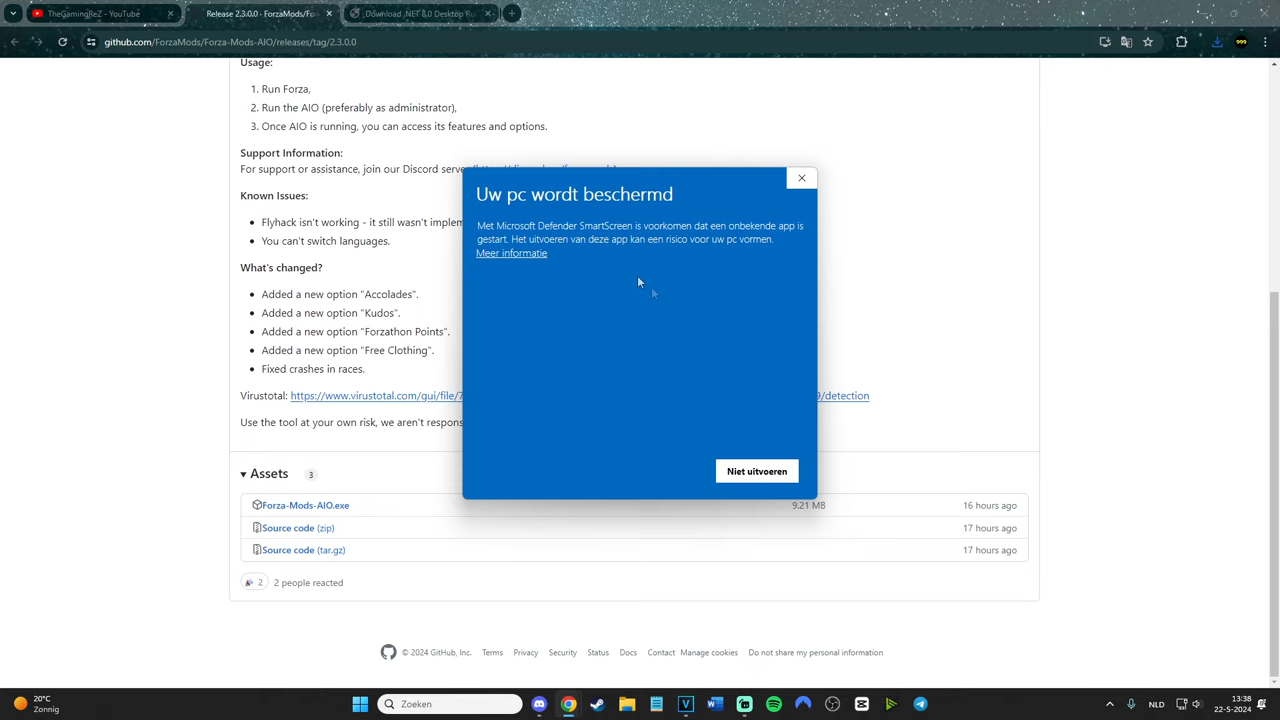 TheGamingReZ - YouTube
Release 2.3.0.0 · ForzaMods/Fo
Download .NET 8.0 Desktop Ru
github.com/ForzaMods/Forza-Mods-AIO/releases/tag/2.3.0.0
Usage:
1. Run Forza,
2. Run the AIO (preferably as administrator),
3. Once AIO is running, you can access its features and options.
Support Information:
For support or assistance, join our Discord serve
Known Issues:
• Flyhack isn't working - it still wasn't implem
• You can't switch languages.
What's changed?
• Added a new option "Accolades".
• Added a new option "Kudos".
• Added a new option "Forzathon Points".
• Added a new option "Free Clothing".
• Fixed crashes in races.
Virustotal: https://www.virustotal.com/gui/file/7
9/detection
Use the tool at your own risk, we aren't respons
Uw pc wordt beschermd
Met Microsoft Defender SmartScreen is voorkomen dat een onbekende app is
gestart. Het uitvoeren van deze app kan een risico voor uw pc vormen.
Meer informatie
Niet uitvoeren
Assets 3
Forza-Mods-AIO.exe 9.21 MB 16 hours ago
Source code (zip) 17 hours ago
Source code (tar.gz) 17 hours ago
2 2 people reacted
© 2024 GitHub, Inc. Terms Privacy Security Status Docs Contact Manage cookies Do not share my personal information
20°C
Zonnig
Zoeken
NLD
13:38
22-5-2024